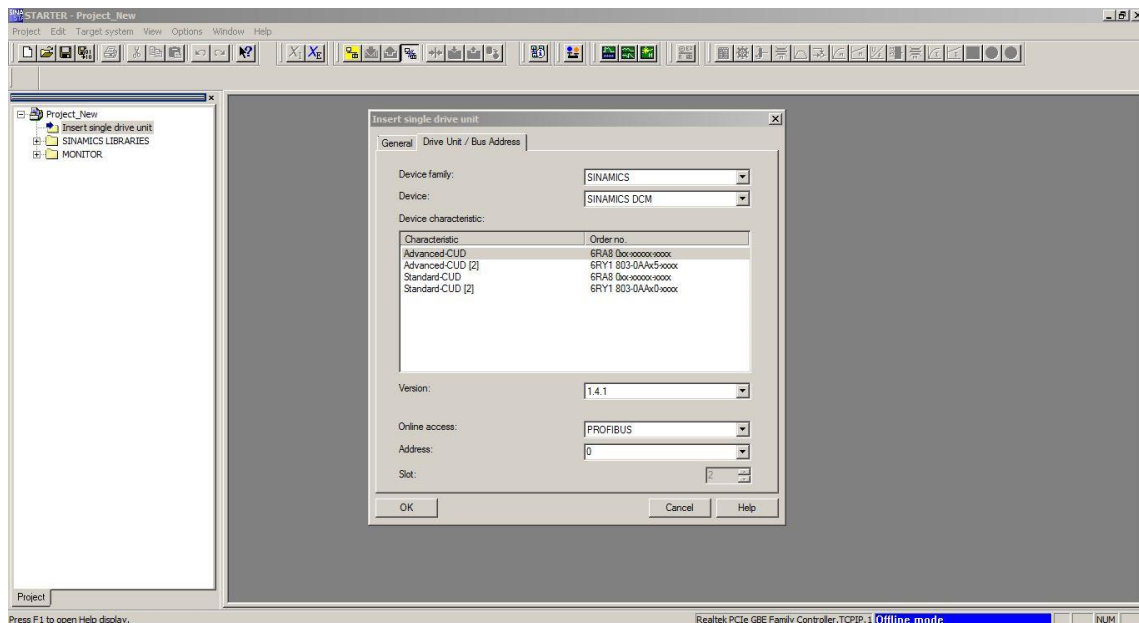 STARTER - Project_New
Project Edit Target system View Options Window Help
Project_New
Insert single drive unit
SINAMICS LIBRARIES
MONITOR
Insert single drive unit
General Drive Unit / Bus Address
Device family: SINAMICS
Device: SINAMICS DCM
Device characteristic:
Characteristic Order no.
Advanced-CUD 6RA8 0xx-xxxxx-xxxx
Advanced-CUD [2] 6RY1 803-0AAx5-xxxx
Standard-CUD 6RA8 0xx-xxxxx-xxxx
Standard-CUD [2] 6RY1 803-0AAx0-xxxx
Version: 1.4.1
Online access: PROFIBUS
Address: 0
Slot: 2
OK Cancel Help
Project
Press F1 to open Help display. Realtek PCIe GBE Family Controller.TCPIP.1 Offline mode NUM